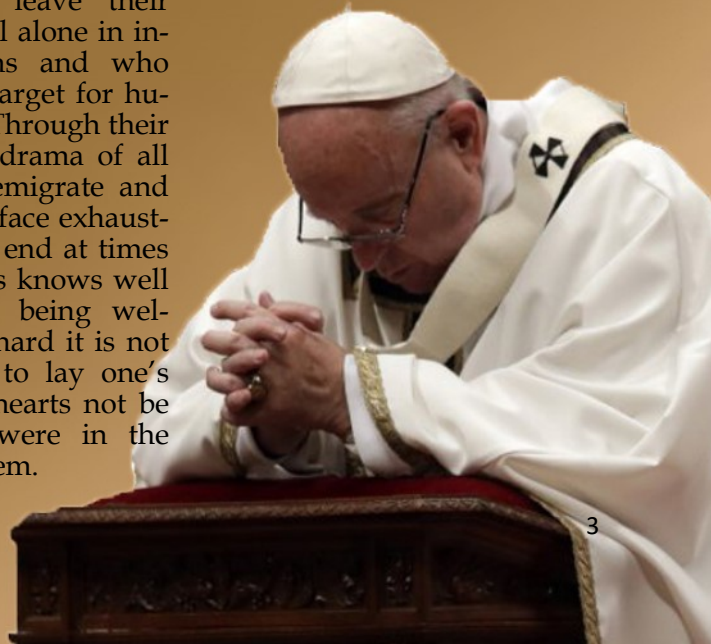 leave their
l alone in in-
ns and who
arget for hu-
Through their
drama of all
emigrate and
face exhaust-
end at times
s knows well
being wel-
hard it is not
to lay one's
hearts not be
were in the
em.
3